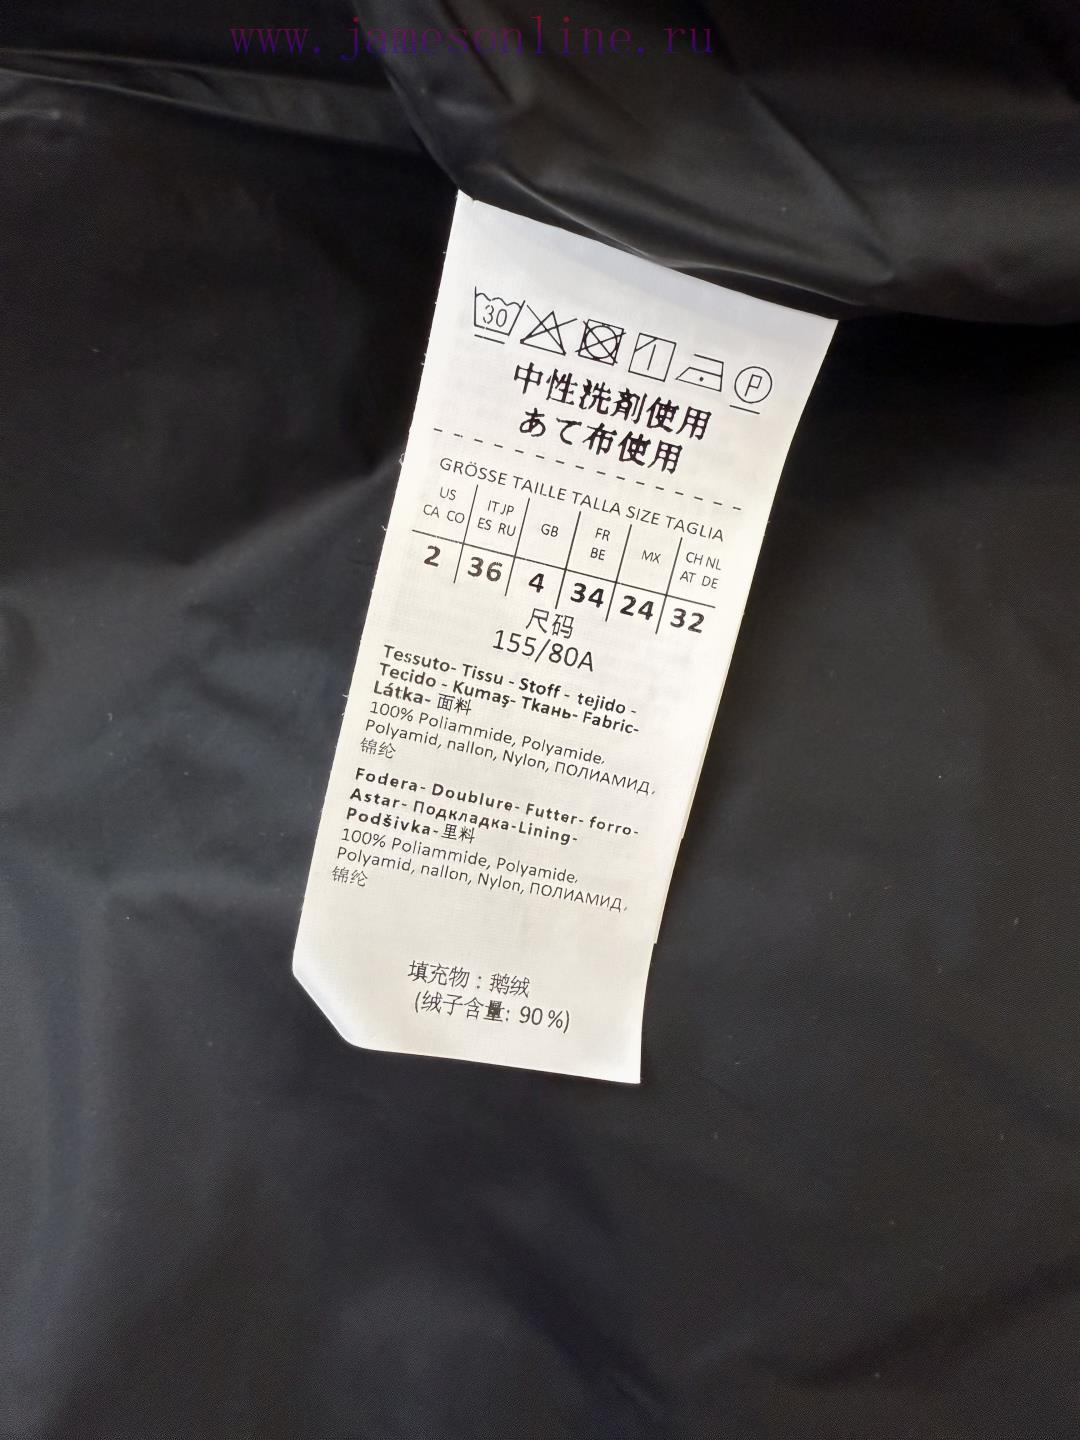 www.jamesonline.ru
30
P
中性洗剤使用
あて布使用
GRÖSSE TAILLE TALLA SIZE TAGLIA
US CA CO IT JP ES RU GB FR BE MX CH NL AT DE
2 36 4 34 24 32
尺码
155/80A
Tessuto- Tissu - Stoff - tejido -
Tecido - Kumaş- Ткань- Fabric-
Látka- 面料
100% Poliammide, Polyamide,
Polyamid, nallon, Nylon, ПОЛИАМИД,
锦纶
Fodera- Doublure- Futter- forro-
Astar- Подкладка-Lining-
Podšivka- 里料
100% Poliammide, Polyamide,
Polyamid, nallon, Nylon, ПОЛИАМИД,
锦纶
填充物：鹅绒
(绒子含量: 90%)